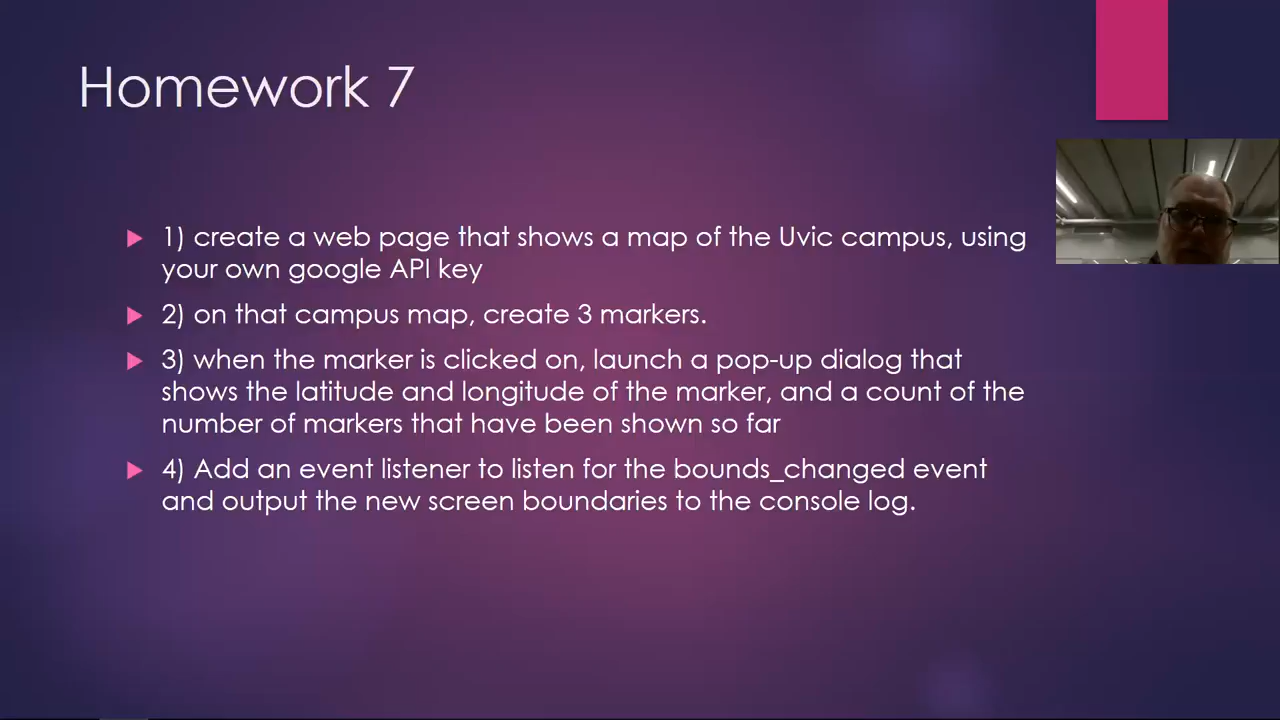 Homework 7
1) create a web page that shows a map of the Uvic campus, using
your own google API key
2) on that campus map, create 3 markers.
3) when the marker is clicked on, launch a pop-up dialog that
shows the latitude and longitude of the marker, and a count of the
number of markers that have been shown so far
4) Add an event listener to listen for the bounds_changed event
and output the new screen boundaries to the console log.